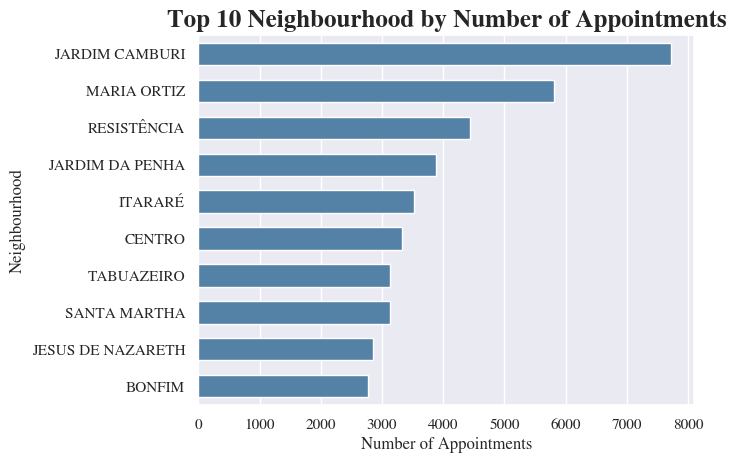 Top 10 Neighbourhood by Number of Appointments
Neighbourhood
JARDIM CAMBURI
MARIA ORTIZ
RESISTÊNCIA
JARDIM DA PENHA
ITARARÉ
CENTRO
TABUAZEIRO
SANTA MARTHA
JESUS DE NAZARETH
BONFIM
0 1000 2000 3000 4000 5000 6000 7000 8000
Number of Appointments